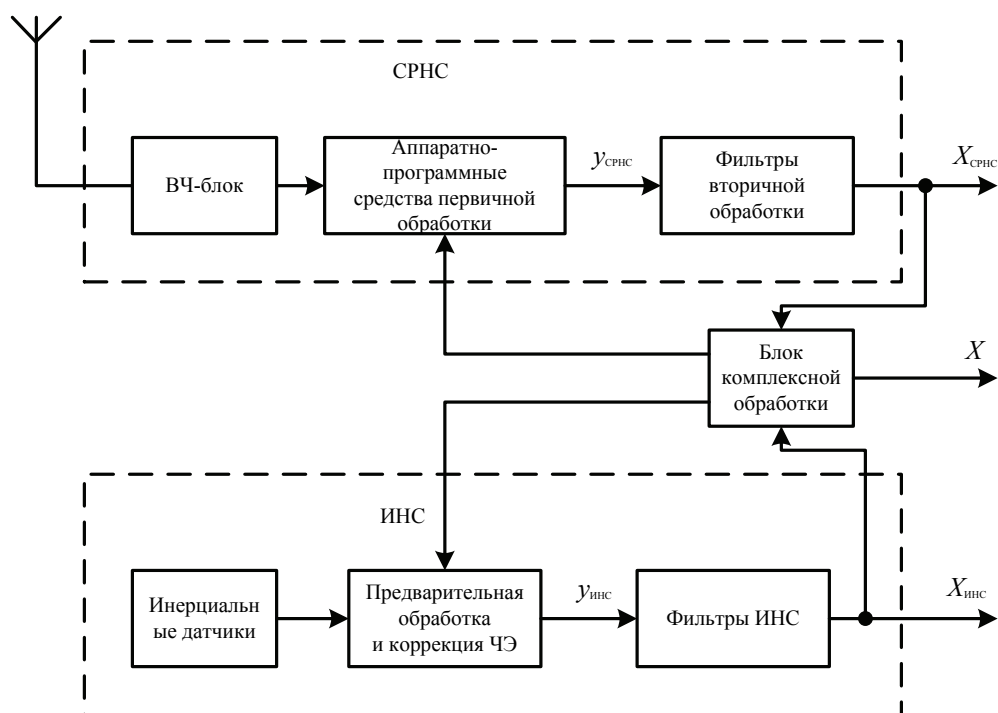 СРНС
ВЧ-блок
Аппаратно-
программные
средства первичной
обработки
yСРНС
Фильтры
вторичной
обработки
XСРНС
Блок
комплексной
обработки
X
ИНС
Инерциальн
ые датчики
Предварительная
обработка
и коррекция ЧЭ
yИНС
Фильтры ИНС
XИНС